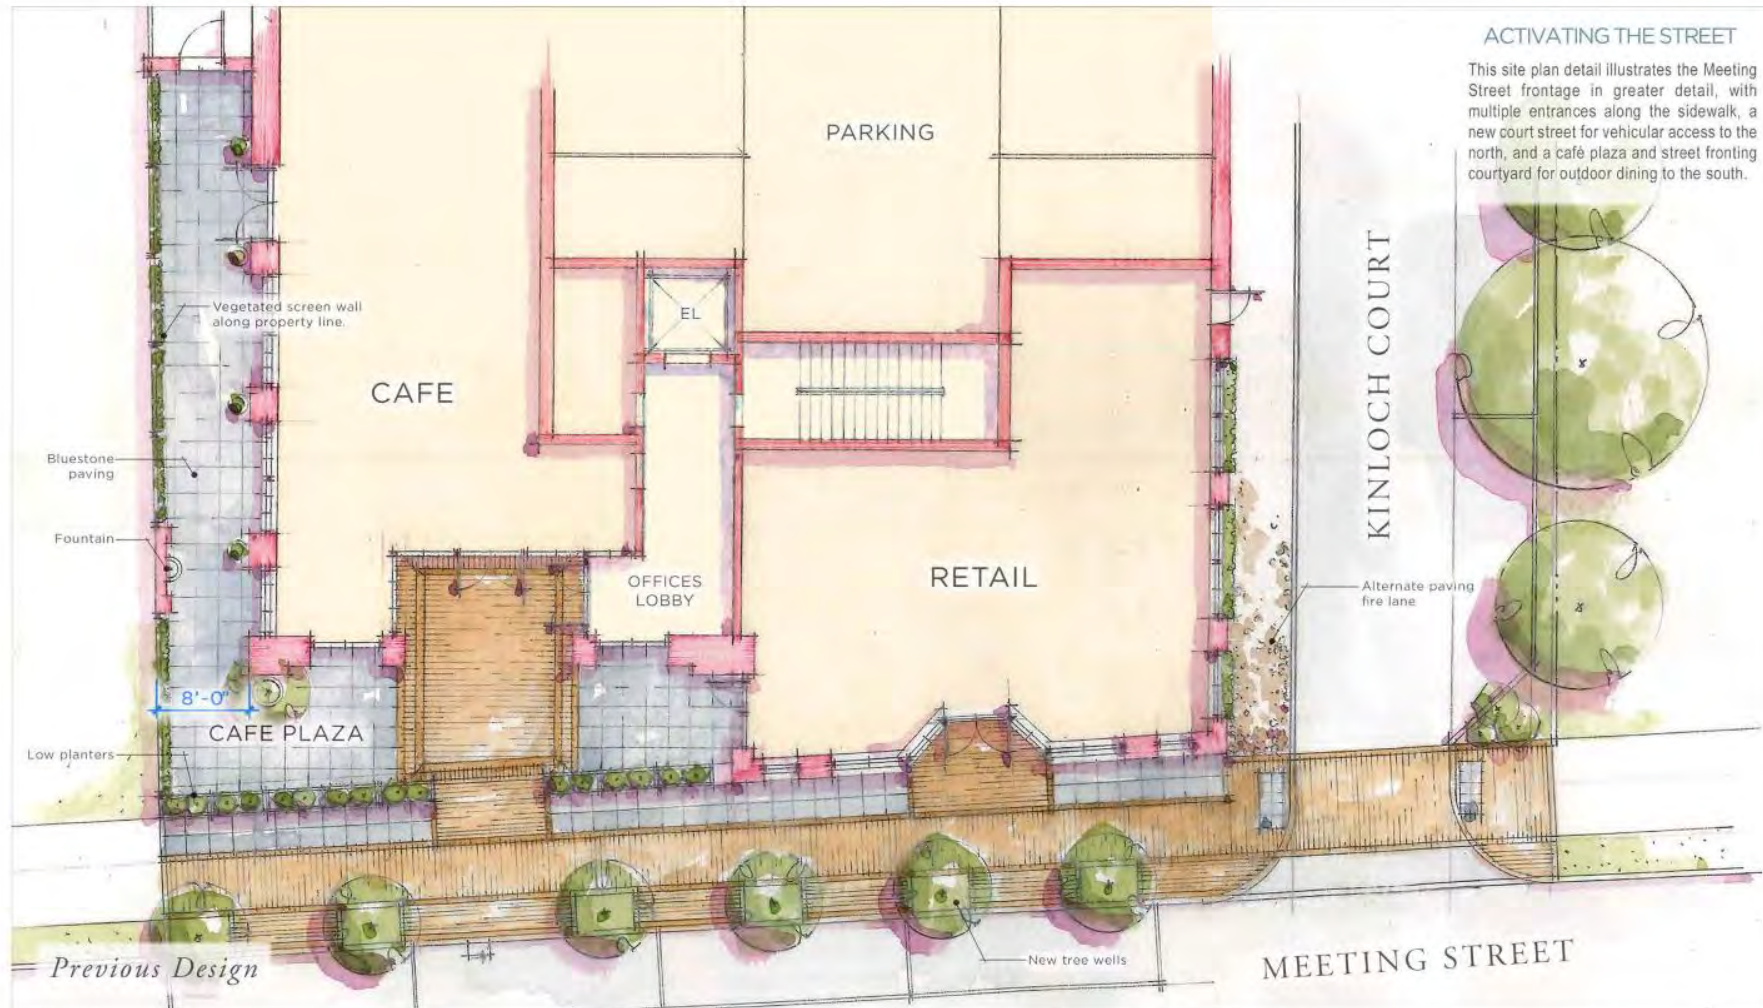 ACTIVATING THE STREET
This site plan detail illustrates the Meeting
Street frontage in greater detail, with
multiple entrances along the sidewalk, a
new court street for vehicular access to the
north, and a café plaza and street fronting
courtyard for outdoor dining to the south.
PARKING
EL
Vegetated screen wall
along property line.
CAFE
KINLOCH COURT
Bluestone
paving
Fountain
OFFICES
LOBBY
RETAIL
Alternate paving
fire lane
8'-0"
CAFE PLAZA
Low planters
New tree wells
MEETING STREET
Previous Design